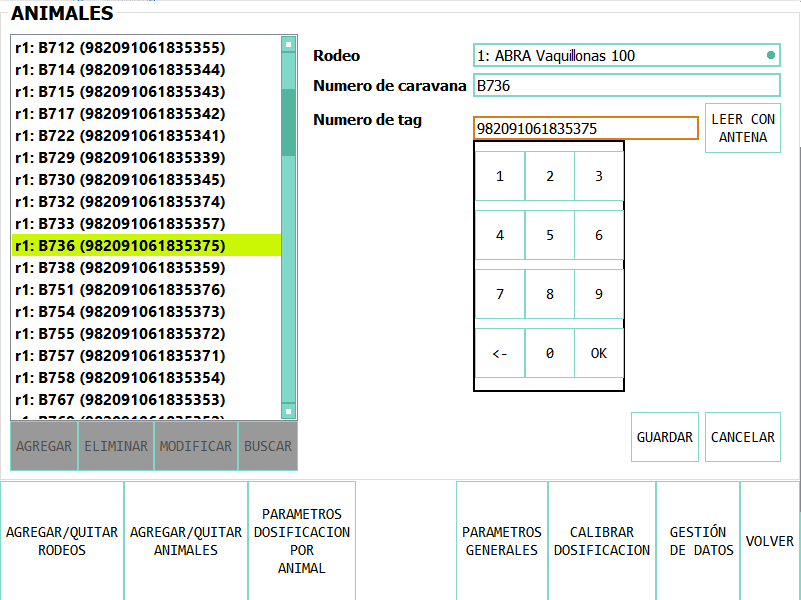 ANIMALES
r1: B712 (982091061835355)
r1: B714 (982091061835344)
r1: B715 (982091061835343)
r1: B717 (982091061835342)
r1: B722 (982091061835341)
r1: B729 (982091061835339)
r1: B730 (982091061835345)
r1: B732 (982091061835374)
r1: B733 (982091061835357)
r1: B736 (982091061835375)
r1: B738 (982091061835359)
r1: B751 (982091061835376)
r1: B754 (982091061835373)
r1: B755 (982091061835372)
r1: B757 (982091061835371)
r1: B758 (982091061835354)
r1: B767 (982091061835353)
AGREGAR ELIMINAR MODIFICAR BUSCAR
Rodeo 1: ABRA Vaquillonas 100
Numero de caravana B736
Numero de tag 982091061835375
LEER CON
ANTENA
1 2 3
4 5 6
7 8 9
<- 0 OK
GUARDAR CANCELAR
AGREGAR/QUITAR
RODEOS
AGREGAR/QUITAR
ANIMALES
PARAMETROS
DOSIFICACION
POR
ANIMAL
PARAMETROS
GENERALES
CALIBRAR
DOSIFICACION
GESTIÓN
DE DATOS
VOLVER